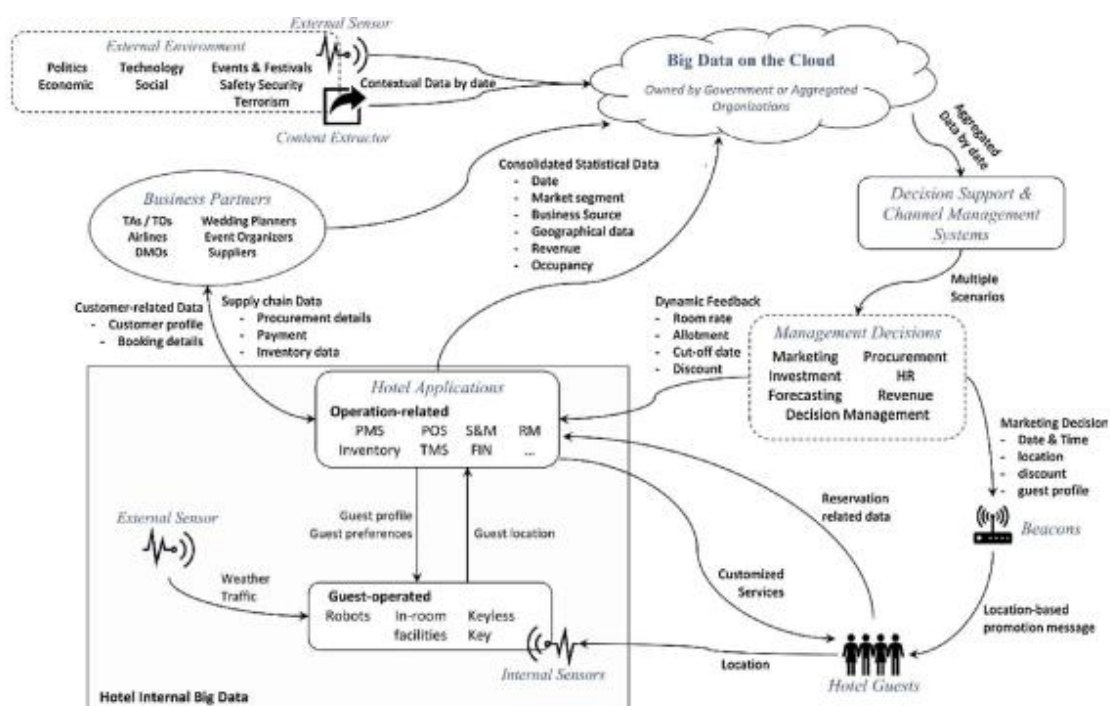 External Sensor
External Environment
Politics Technology Events & Festivals
Economic Social Safety Security
Terrorism
Contextual Data by date
Content Extractor
Big Data on the Cloud
Owned by Government or Aggregated
Organizations
Aggregated
Data by date
Decision Support &
Channel Management
Systems
Business Partners
TAs / TOs Wedding Planners
Airlines Event Organizers
DMOs Suppliers
Consolidated Statistical Data
- Date
- Market segment
- Business Source
- Geographical data
- Revenue
- Occupancy
Customer-related Data
- Customer profile
- Booking details
Supply chain Data
- Procurement details
- Payment
- Inventory data
Dynamic Feedback
- Room rate
- Allotment
- Cut-off date
- Discount
Multiple
Scenarios
Management Decisions
Marketing Procurement
Investment HR
Forecasting Revenue
Decision Management
Hotel Applications
Operation-related
PMS POS S&M RM
Inventory TMS FIN ...
Marketing Decision
- Date & Time
- location
- discount
- guest profile
Beacons
External Sensor
Guest profile
Guest preferences
Guest location
Reservation
related data
Weather
Traffic
Customized
Services
Guest-operated
Robots In-room Keyless
facilities Key
Internal Sensors
Location-based
promotion message
Location
Hotel Guests
Hotel Internal Big Data